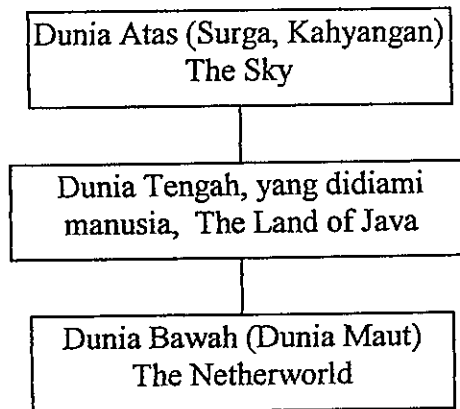 Dunia Atas (Surga, Kahyangan)
The Sky
Dunia Tengah, yang didiami
manusia, The Land of Java
Dunia Bawah (Dunia Maut)
The Netherworld